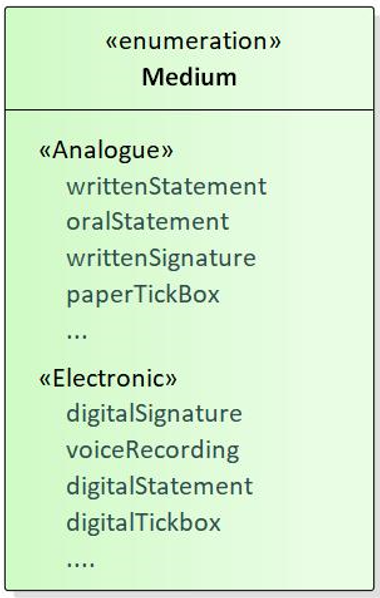 «enumeration»
Medium
«Analogue»
writtenStatement
oralStatement
writtenSignature
paperTickBox
...
«Electronic»
digitalSignature
voiceRecording
digitalStatement
digitalTickbox
....